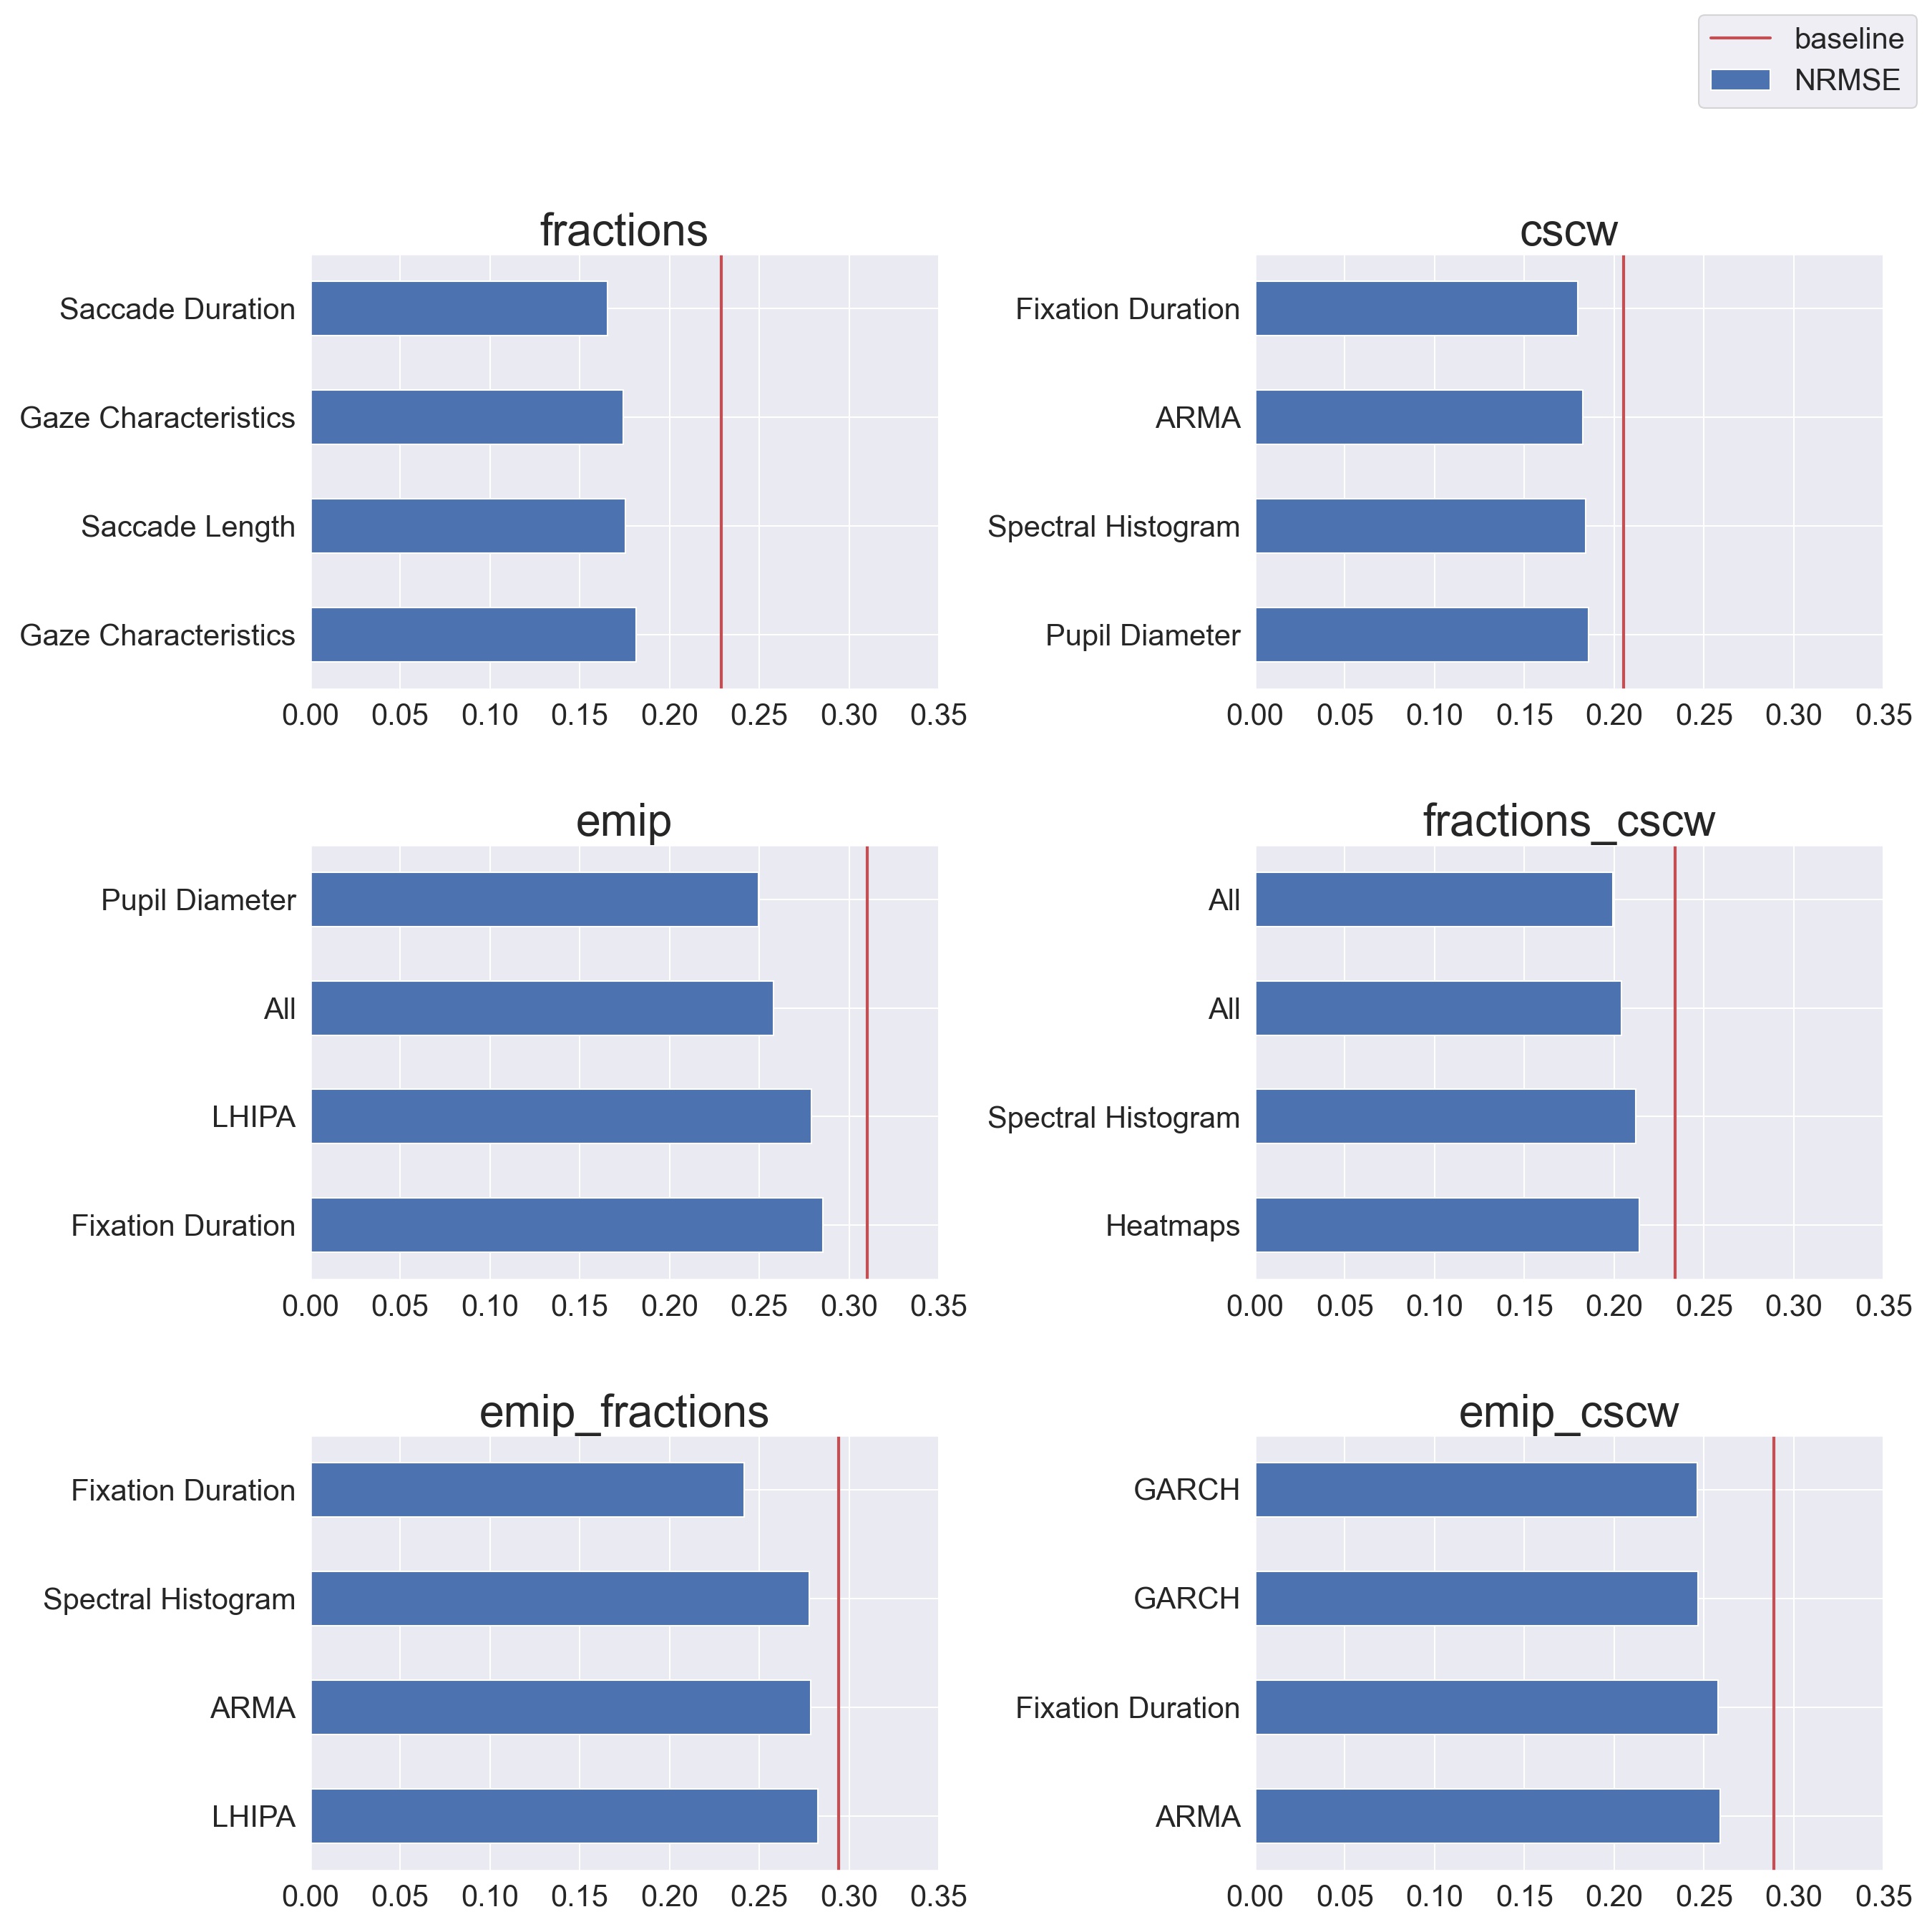 baseline
NRMSE
fractions
Saccade Duration
Gaze Characteristics
Saccade Length
Gaze Characteristics
0.00 0.05 0.10 0.15 0.20 0.25 0.30 0.35
cscw
Fixation Duration
ARMA
Spectral Histogram
Pupil Diameter
0.00 0.05 0.10 0.15 0.20 0.25 0.30 0.35
emip
Pupil Diameter
All
LHIPA
Fixation Duration
0.00 0.05 0.10 0.15 0.20 0.25 0.30 0.35
fractions_cscw
All
All
Spectral Histogram
Heatmaps
0.00 0.05 0.10 0.15 0.20 0.25 0.30 0.35
emip_fractions
Fixation Duration
Spectral Histogram
ARMA
LHIPA
0.00 0.05 0.10 0.15 0.20 0.25 0.30 0.35
emip_cscw
GARCH
GARCH
Fixation Duration
ARMA
0.00 0.05 0.10 0.15 0.20 0.25 0.30 0.35